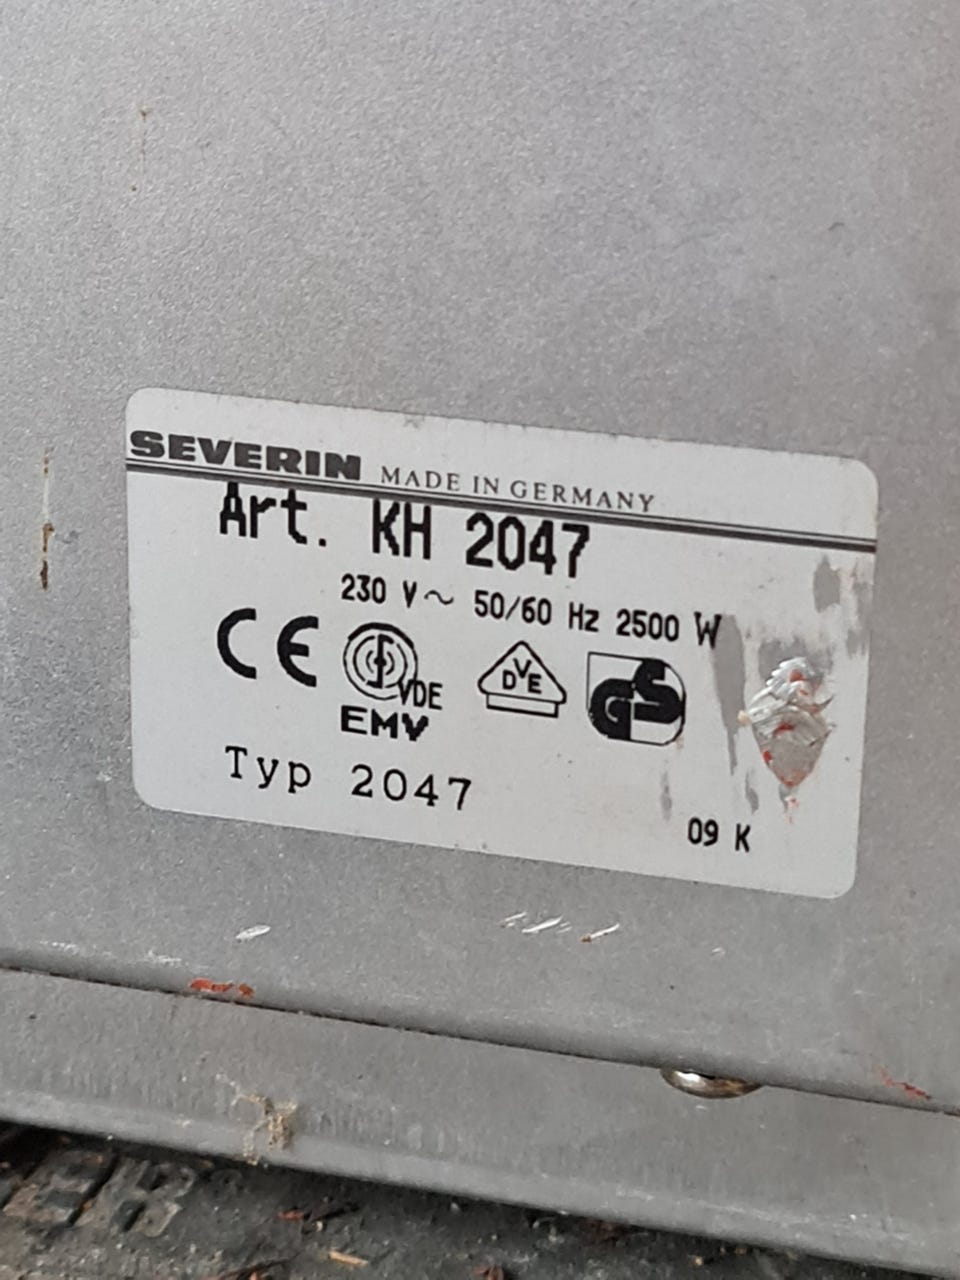 SEVERIN MADE IN GERMANY
Art. KH 2047
230 V~ 50/60 Hz 2500 W
CE VDE DVE GS
EMV
Typ 2047
09 K